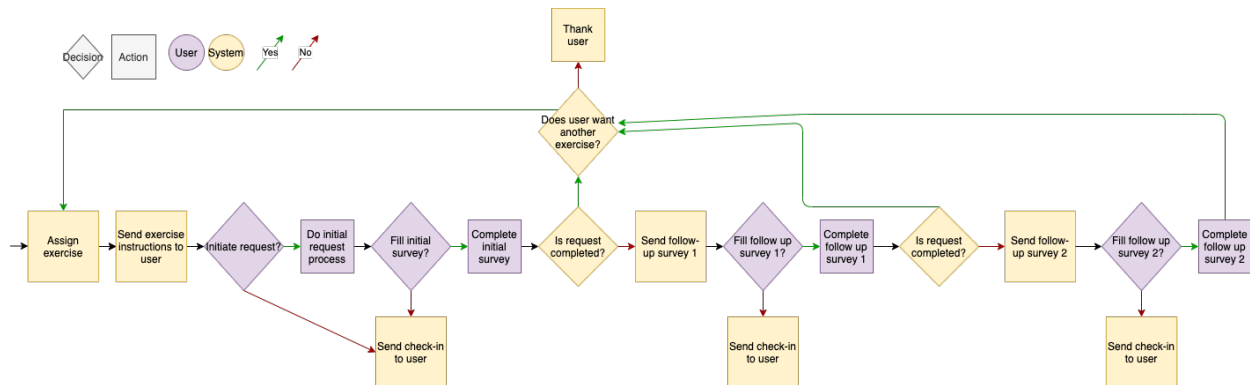 Thank
user
Decision
Action
User
System
Yes
No
Does user want
another
exercise?
Assign
exercise
Send exercise
instructions to
user
Initiate request?
Do initial
request
process
Fill initial
survey?
Complete
initial
survey
Is request
completed?
Send follow-
up survey 1
Fill follow up
survey 1?
Complete
follow up
survey 1
Is request
completed?
Send follow-
up survey 2
Fill follow up
survey 2?
Complete
follow up
survey 2
Send check-in
to user
Send check-in
to user
Send check-in
to user